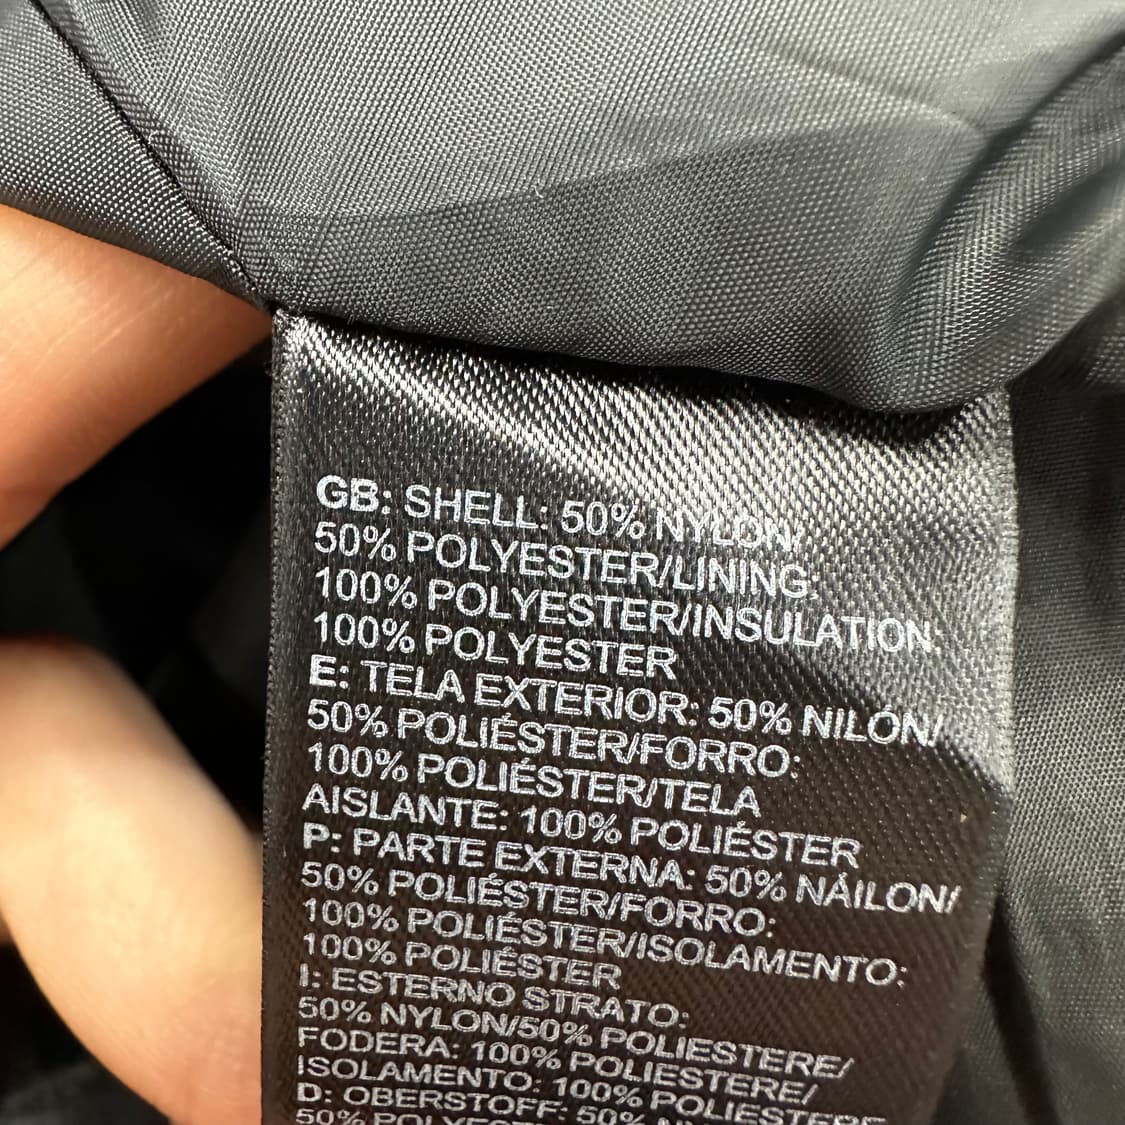 GB: SHELL: 50% NYLON/
50% POLYESTER/LINING:
100% POLYESTER/INSULATION:
100% POLYESTER
E: TELA EXTERIOR: 50% NILÓN/
50% POLIÉSTER/FORRO:
100% POLIÉSTER/TELA
AISLANTE: 100% POLIÉSTER
P: PARTE EXTERNA: 50% NÁILON/
50% POLIÉSTER/FORRO:
100% POLIÉSTER/ISOLAMENTO:
100% POLIÉSTER
I: ESTERNO STRATO:
50% NYLON/50% POLIESTERE/
FODERA: 100% POLIESTERE/
ISOLAMENTO: 100% POLIESTERE
D: OBERSTOFF: 50%
50%